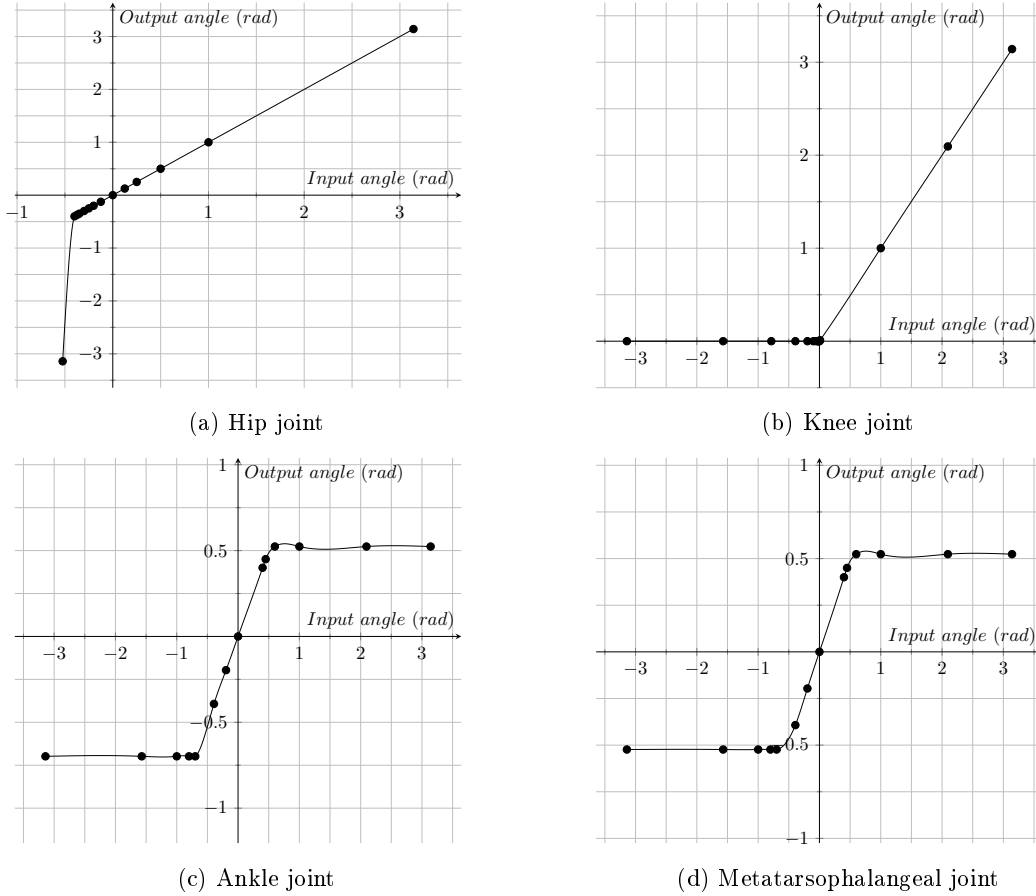 Output angle (rad)
3
2
1
Input angle (rad)
−1 1 2 3
−1
−2
−3
(a) Hip joint
Output angle (rad)
3
2
1
Input angle (rad)
−3 −2 −1 1 2 3
(b) Knee joint
1
Output angle (rad)
0.5
Input angle (rad)
−3 −2 −1 1 2 3
−0.5
−1
(c) Ankle joint
1
Output angle (rad)
0.5
Input angle (rad)
−3 −2 −1 1 2 3
−0.5
−1
(d) Metatarsophalangeal joint